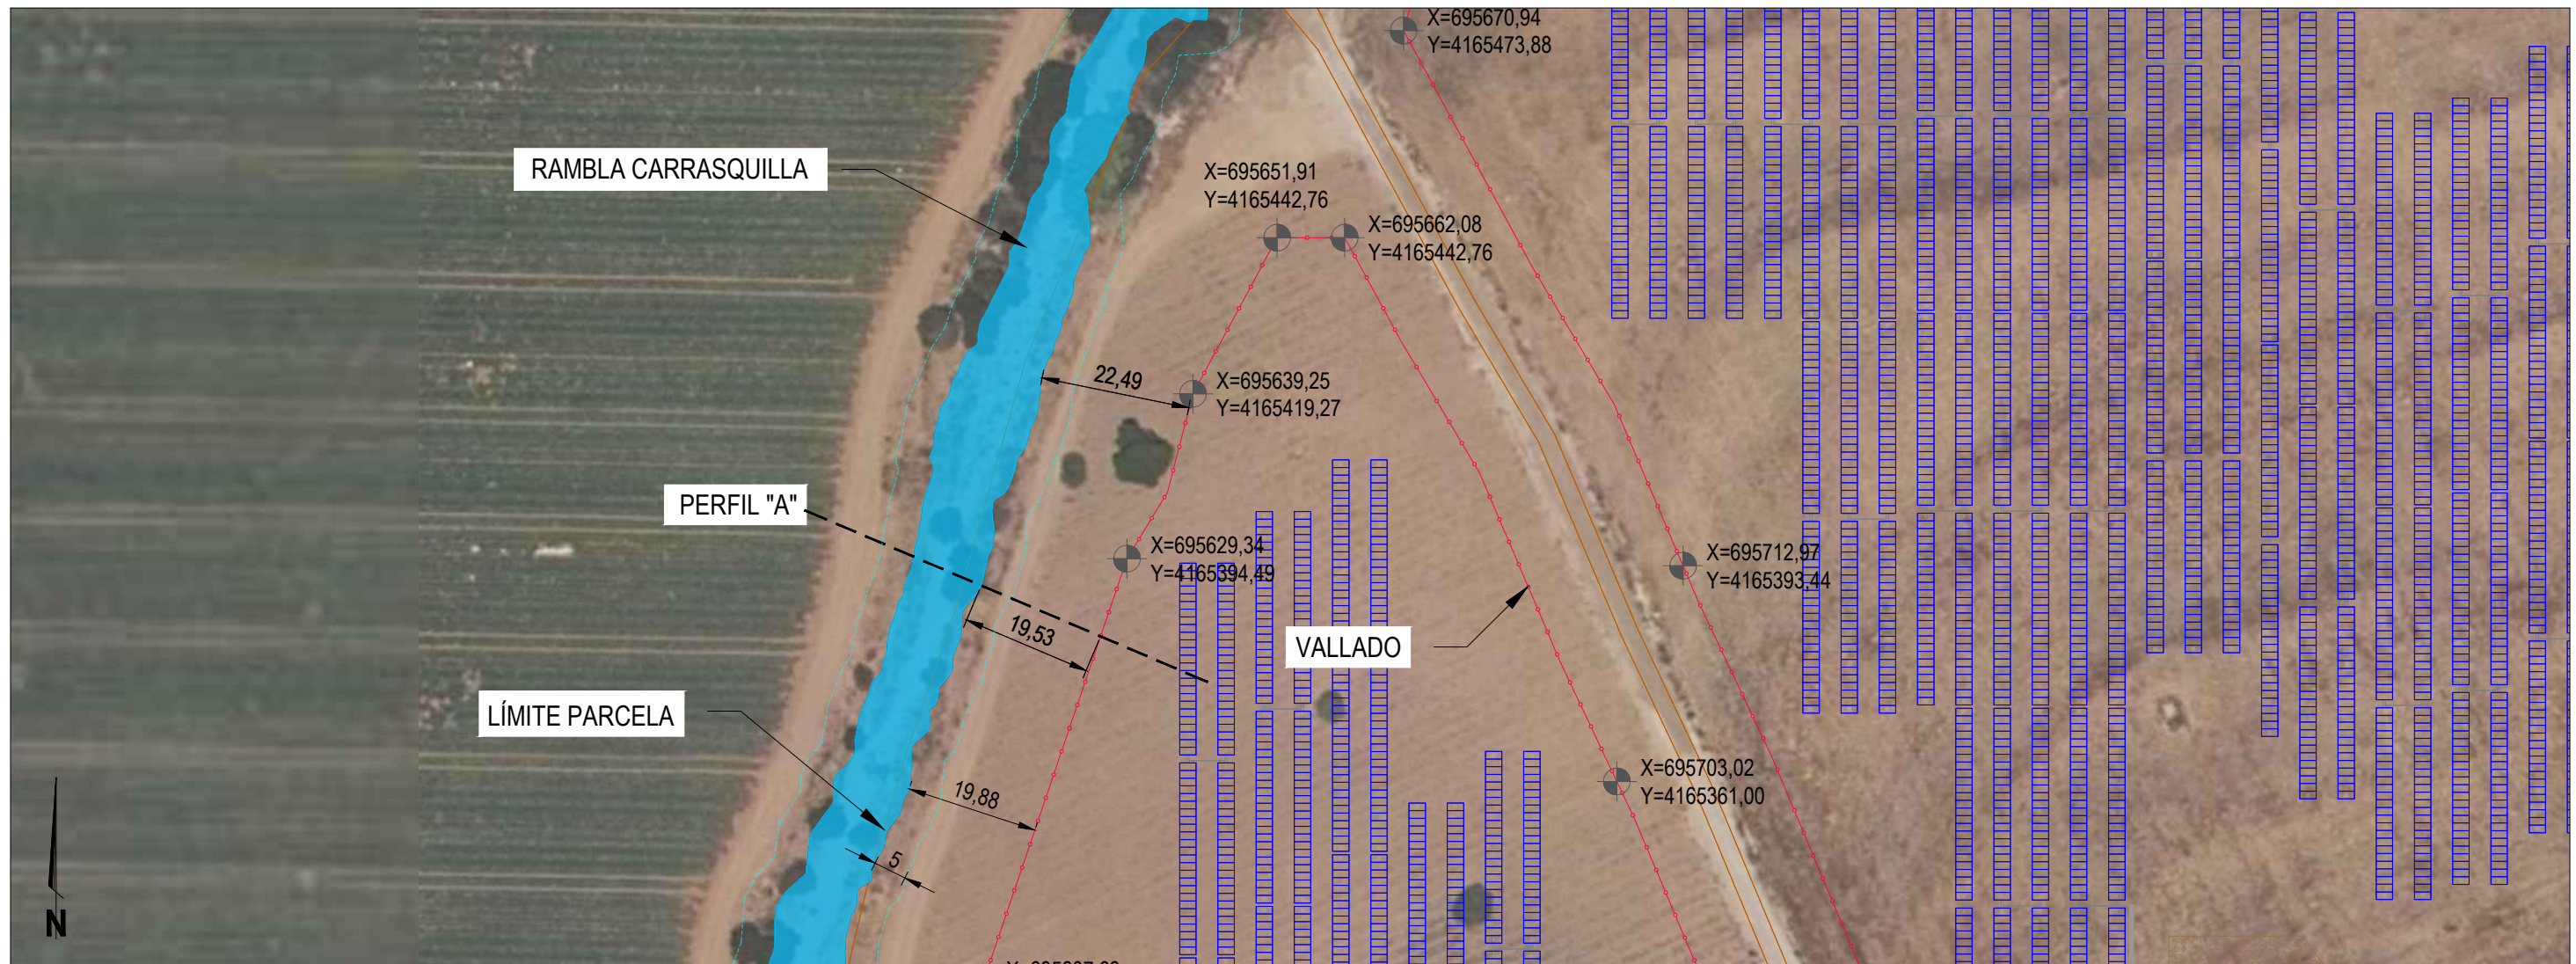 X=695670,94
Y=4165473,88
RAMBLA CARRASQUILLA
X=695651,91
Y=4165442,76
X=695662,08
Y=4165442,76
22,49
X=695639,25
Y=4165419,27
PERFIL "A"
X=695629,34
Y=4165394,49
X=695712,97
Y=4165393,44
19,53
VALLADO
LÍMITE PARCELA
X=695703,02
Y=4165361,00
19,88
5
N